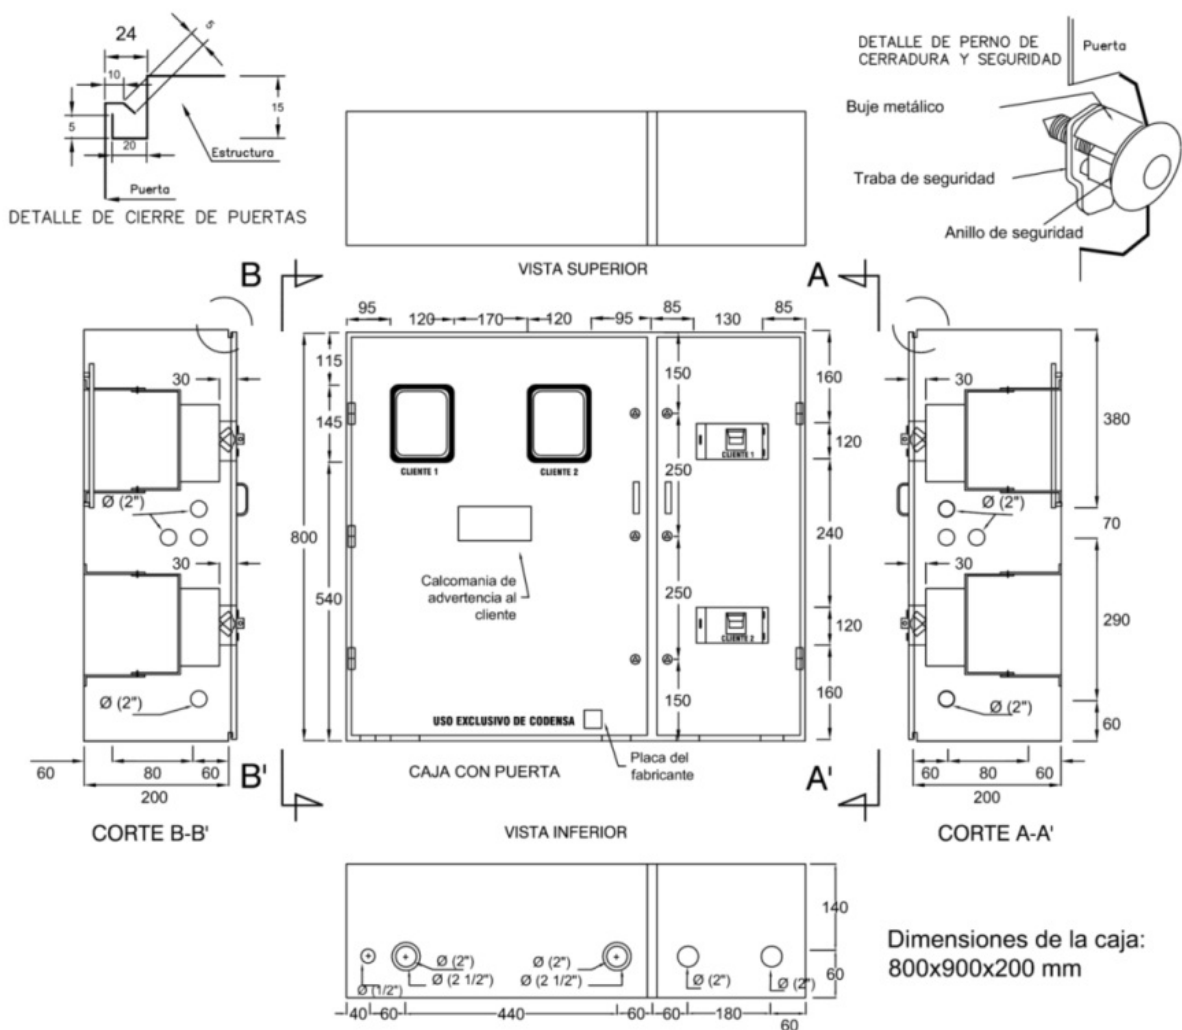 24
5
10
15
5
20
Estructura
Puerta
DETALLE DE CIERRE DE PUERTAS
DETALLE DE PERNO DE
CERRADURA Y SEGURIDAD
Puerta
Buje metálico
Traba de seguridad
Anillo de seguridad
VISTA SUPERIOR
B
A
95
120
170
120
95
85
130
85
30
Ø (2")
30
Ø (2")
60
80
60
200
CORTE B-B'
800
115
145
540
CLIENTE 1
CLIENTE 2
Calcomania de
advertencia al
cliente
USO EXCLUSIVO DE CODENSA
Placa del
fabricante
CAJA CON PUERTA
150
250
250
150
CLIENTE 1
CLIENTE 2
160
120
240
120
160
30
Ø (2")
30
Ø (2")
380
70
290
60
60
80
60
200
CORTE A-A'
B'
A'
VISTA INFERIOR
Ø (1/2")
Ø (2")
Ø (2 1/2")
Ø (2")
Ø (2 1/2")
Ø (2")
Ø (2")
140
60
40
60
440
60
60
180
60
Dimensiones de la caja:
800x900x200 mm